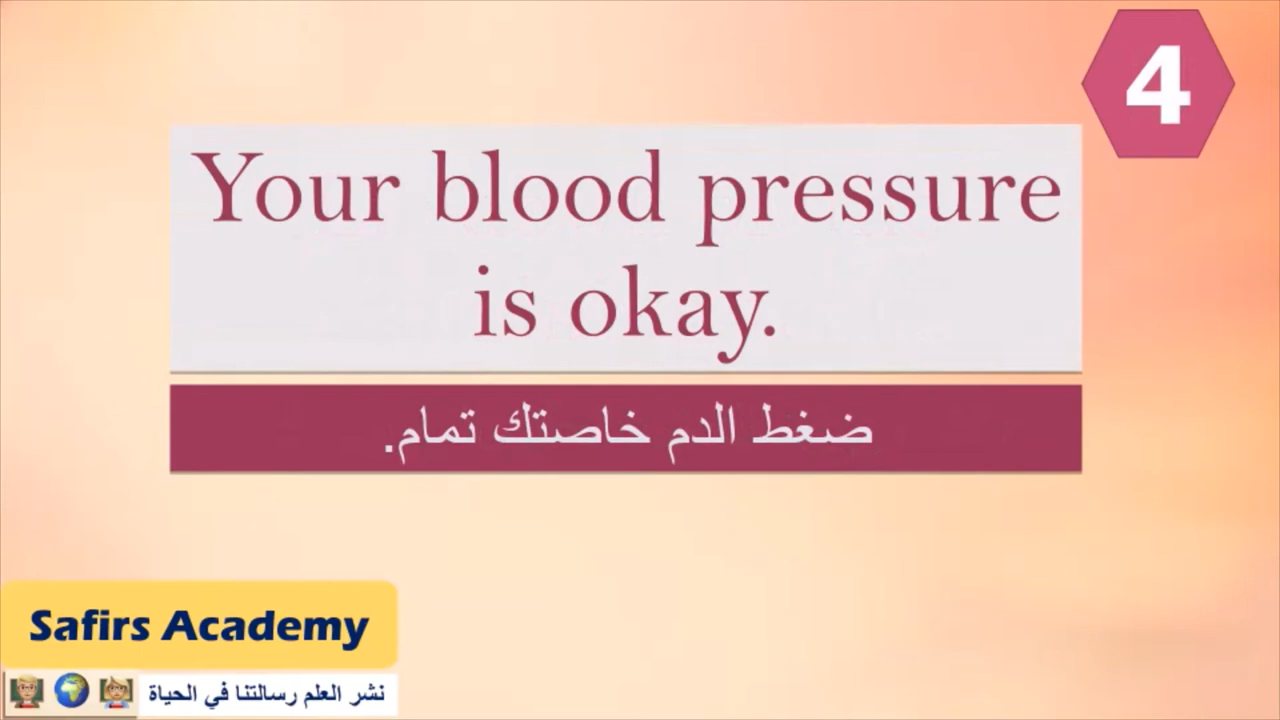 4
Your blood pressure
is okay.
ضغط الدم خاصتك تمام.
Safirs Academy
نشر العلم رسالتنا في الحياة